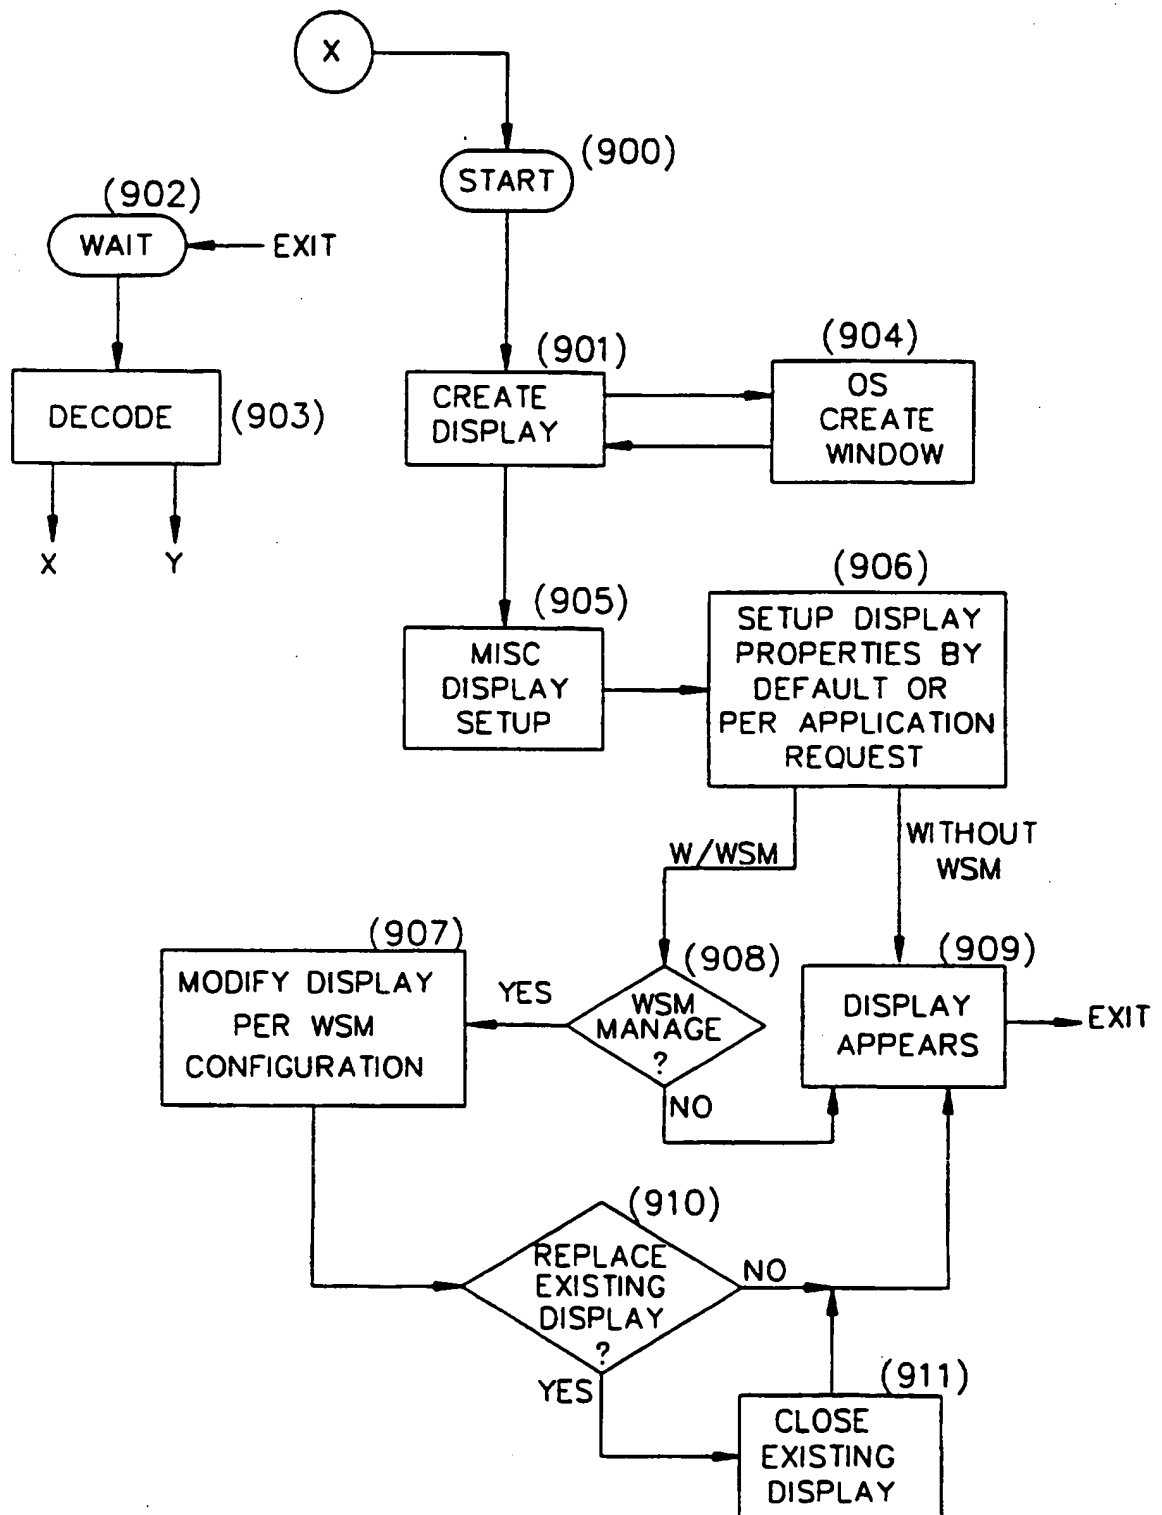 X
(900)
START
(902)
WAIT
EXIT
(901)
(904)
CREATE
DISPLAY
OS
CREATE
WINDOW
DECODE
(903)
X
Y
(905)
(906)
MISC
DISPLAY
SETUP
SETUP DISPLAY
PROPERTIES BY
DEFAULT OR
PER APPLICATION
REQUEST
W/WSM
WITHOUT
WSM
(907)
(908)
(909)
MODIFY DISPLAY
PER WSM
CONFIGURATION
YES
WSM
MANAGE
?
NO
DISPLAY
APPEARS
EXIT
(910)
REPLACE
EXISTING
DISPLAY
?
NO
YES
(911)
CLOSE
EXISTING
DISPLAY